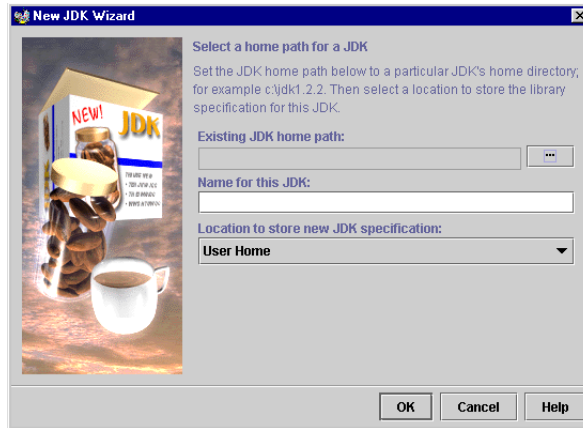 New JDK Wizard
Select a home path for a JDK
Set the JDK home path below to a particular JDK's home directory;
for example c:\jdk1.2.2. Then select a location to store the library
specification for this JDK.
Existing JDK home path:
...
Name for this JDK:
Location to store new JDK specification:
User Home
NEW!
JDK
OK
Cancel
Help